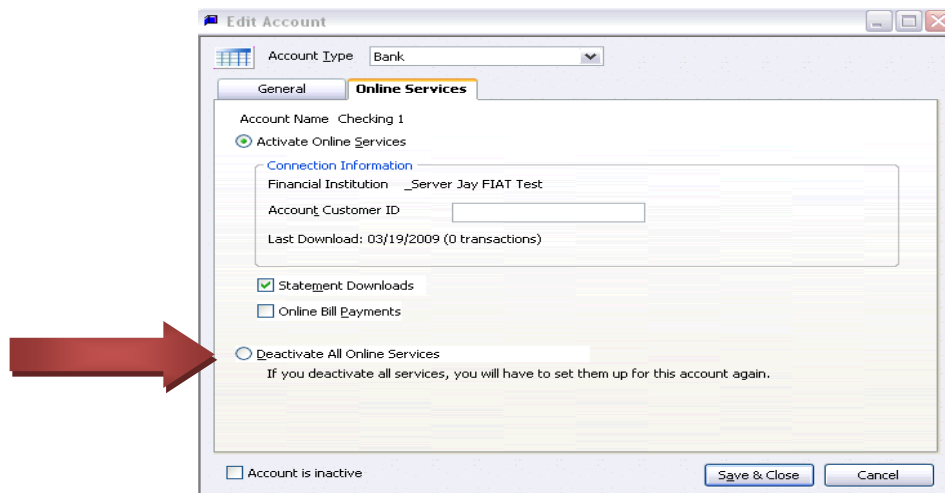 Edit Account
Account Type Bank
General Online Services
Account Name Checking 1
Activate Online Services
Connection Information
Financial Institution _Server Jay FIAT Test
Account Customer ID
Last Download: 03/19/2009 (0 transactions)
Statement Downloads
Online Bill Payments
Deactivate All Online Services
If you deactivate all services, you will have to set them up for this account again.
Account is inactive Save & Close Cancel